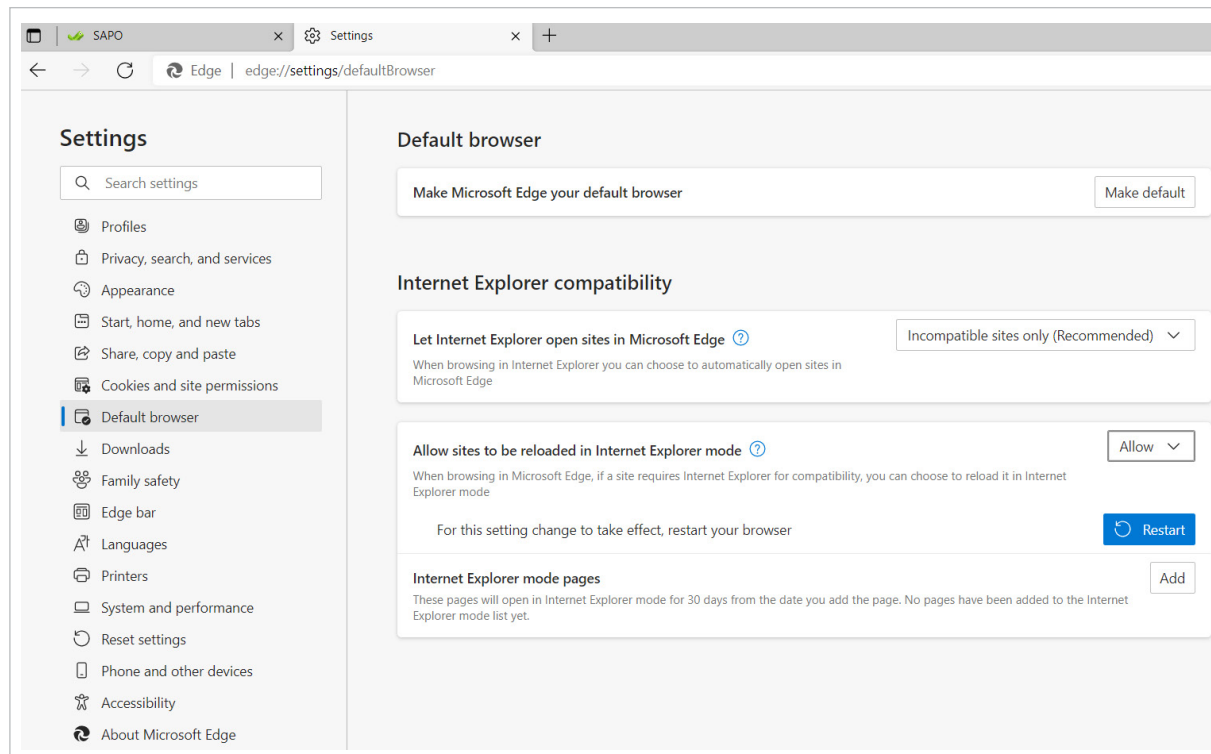 SAPO
Settings
Edge | edge://settings/defaultBrowser
Settings
Search settings
Profiles
Privacy, search, and services
Appearance
Start, home, and new tabs
Share, copy and paste
Cookies and site permissions
Default browser
Downloads
Family safety
Edge bar
Languages
Printers
System and performance
Reset settings
Phone and other devices
Accessibility
About Microsoft Edge
Default browser
Make Microsoft Edge your default browser
Make default
Internet Explorer compatibility
Let Internet Explorer open sites in Microsoft Edge
Incompatible sites only (Recommended)
When browsing in Internet Explorer you can choose to automatically open sites in
Microsoft Edge
Allow sites to be reloaded in Internet Explorer mode
Allow
When browsing in Microsoft Edge, if a site requires Internet Explorer for compatibility, you can choose to reload it in Internet
Explorer mode
For this setting change to take effect, restart your browser
Restart
Internet Explorer mode pages
Add
These pages will open in Internet Explorer mode for 30 days from the date you add the page. No pages have been added to the Internet
Explorer mode list yet.